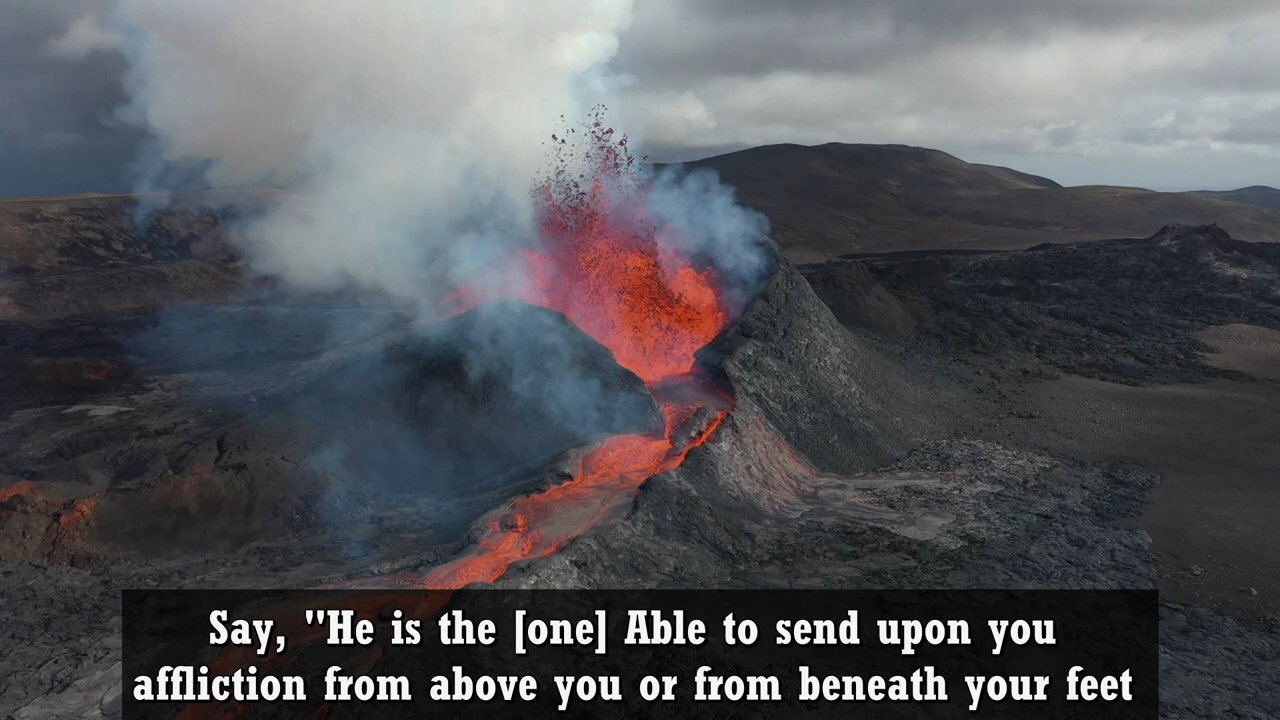 Say, "He is the [one] Able to send upon you
affliction from above you or from beneath your feet